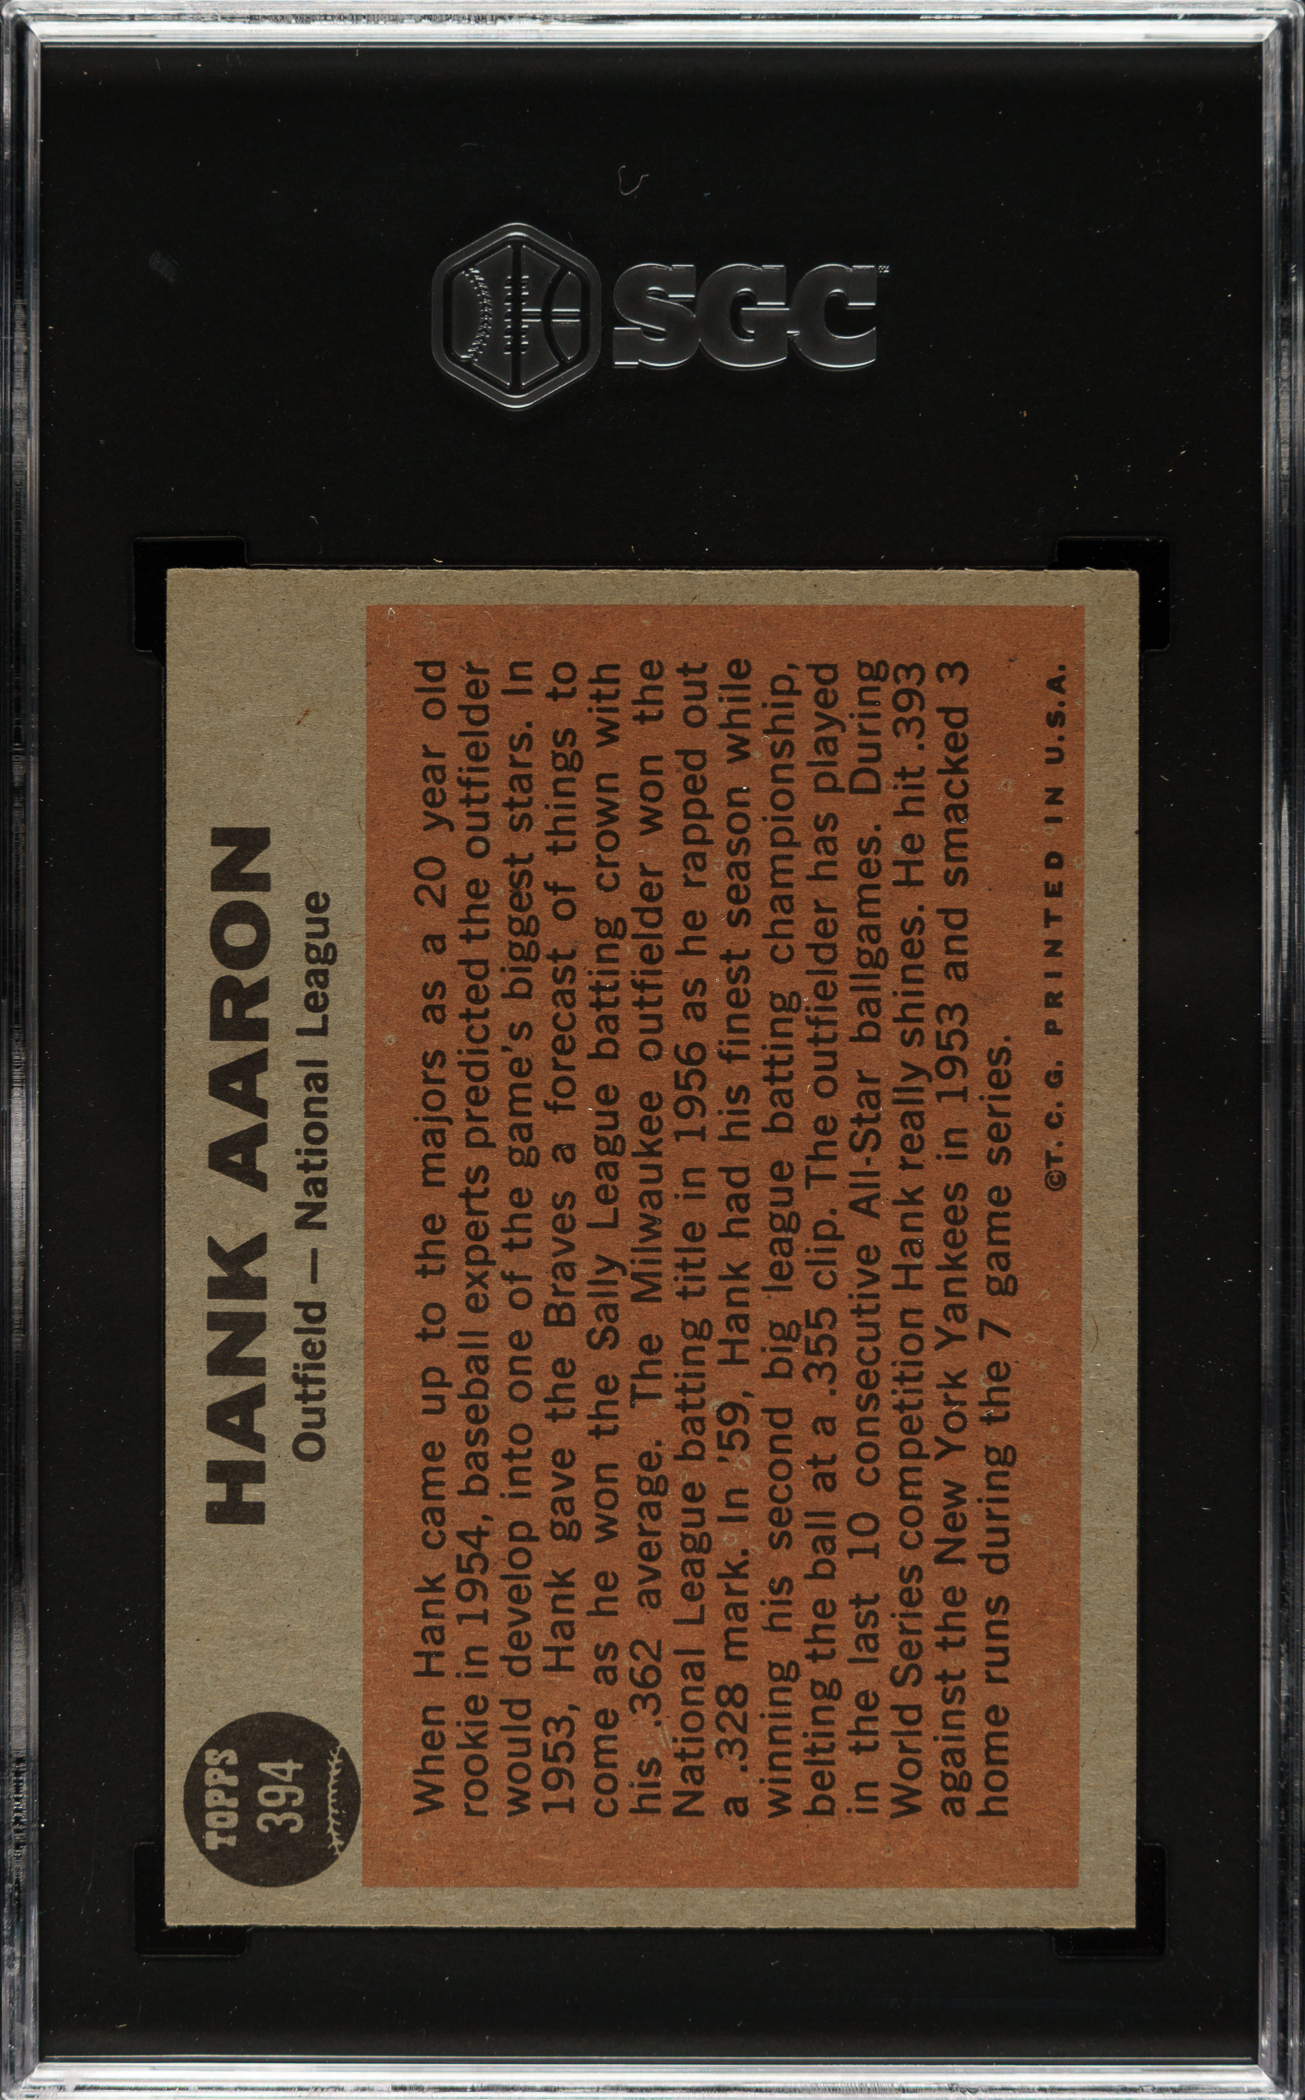 SGC
TOPPS
394
HANK AARON
Outfield — National League
When Hank came up to the majors as a 20 year old
rookie in 1954, baseball experts predicted the outfielder
would develop into one of the game's biggest stars. In
1953, Hank gave the Braves a forecast of things to
come as he won the Sally League batting crown with
his .362 average. The Milwaukee outfielder won the
National League batting title in 1956 as he rapped out
a .328 mark. In '59, Hank had his finest season while
winning his second big league batting championship,
belting the ball at a .355 clip. The outfielder has played
in the last 10 consecutive All-Star ballgames. During
World Series competition Hank really shines. He hit .393
against the New York Yankees in 1953 and smacked 3
home runs during the 7 game series.
©T. C. G. PRINTED IN U.S.A.